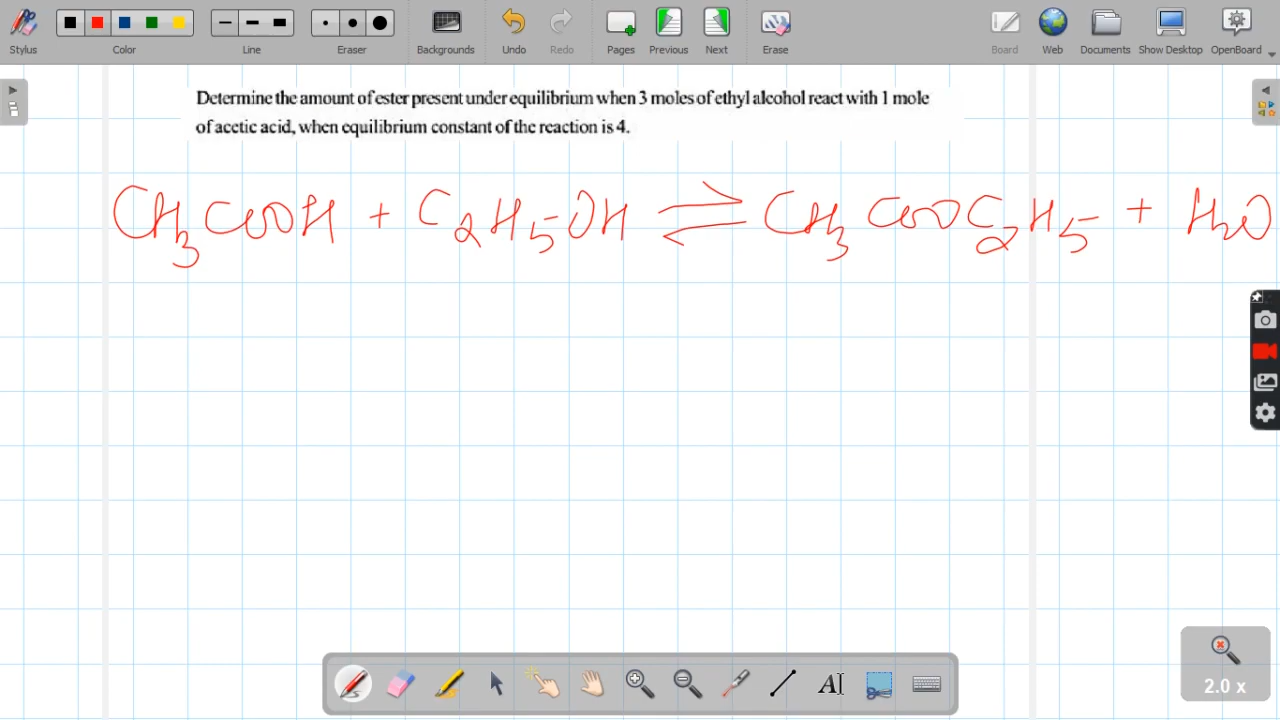 Stylus Color Line Eraser Backgrounds Undo Redo Pages Previous Next Erase Board Web Documents Show Desktop OpenBoard
Determine the amount of ester present under equilibrium when 3 moles of ethyl alcohol react with 1 mole
of acetic acid, when equilibrium constant of the reaction is 4.
CH₃COOH + C₂H₅OH ⇌ CH₃COOC₂H₅ + H₂O
2.0 x